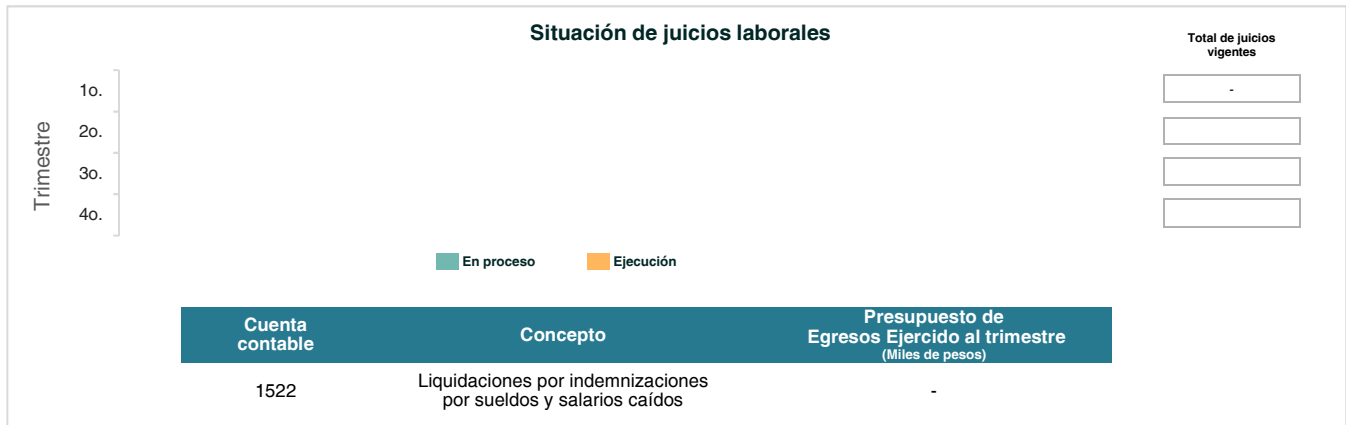 Situación de juicios laborales
Total de juicios
vigentes
Trimestre
1o.
-
2o.
3o.
4o.
En proceso
Ejecución
Cuenta
contable
Concepto
Presupuesto de
Egresos Ejercido al trimestre
(Miles de pesos)
1522
Liquidaciones por indemnizaciones
por sueldos y salarios caídos
-